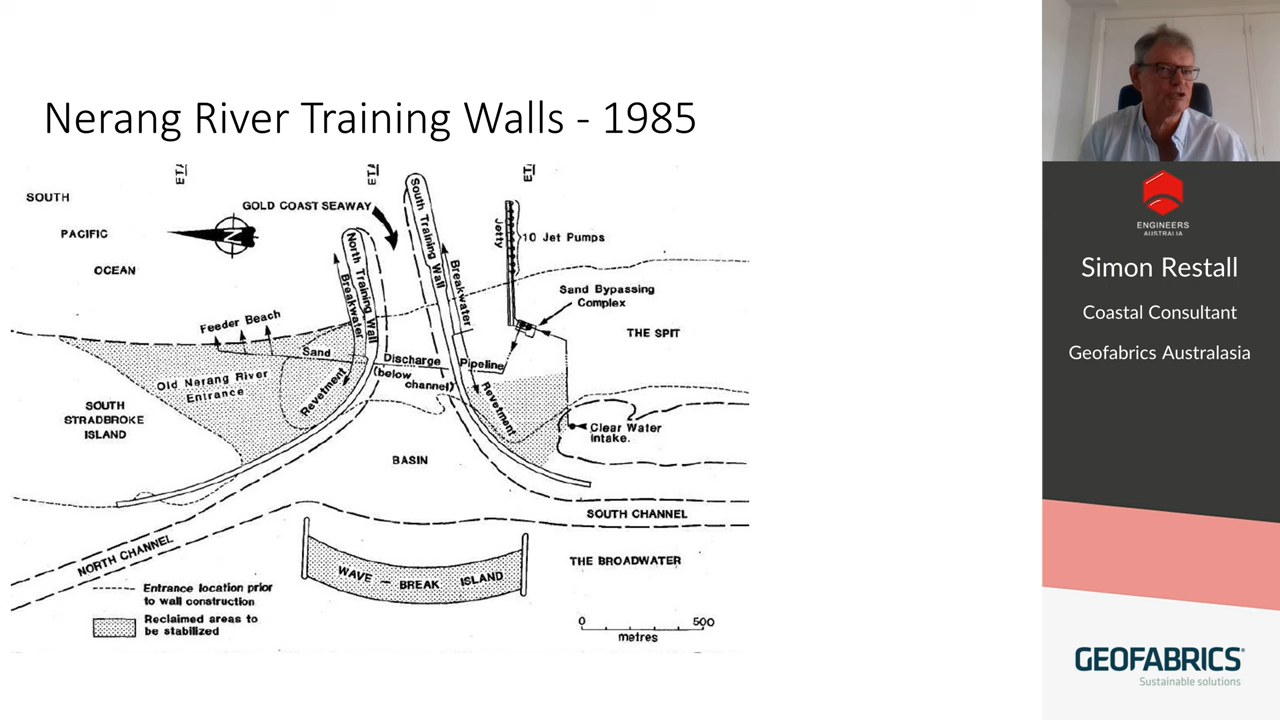 Nerang River Training Walls - 1985
SOUTH
PACIFIC
OCEAN
GOLD COAST SEAWAY
N
North Training Wall
Breakwater
South Training Wall
Breakwater
Jetty
10 Jet Pumps
Sand Bypassing
Complex
THE SPIT
Feeder Beach
Sand
Discharge
Pipeline
(below
channel)
Old Nerang River
Entrance
Revetment
Revetment
SOUTH
STRADBROKE
ISLAND
Clear Water
Intake.
BASIN
SOUTH CHANNEL
NORTH CHANNEL
THE BROADWATER
WAVE - BREAK ISLAND
Entrance location prior
to wall construction
Reclaimed areas to
be stabilized
0 500
metres
ENGINEERS
AUSTRALIA
Simon Restall
Coastal Consultant
Geofabrics Australasia
GEOFABRICS
Sustainable solutions